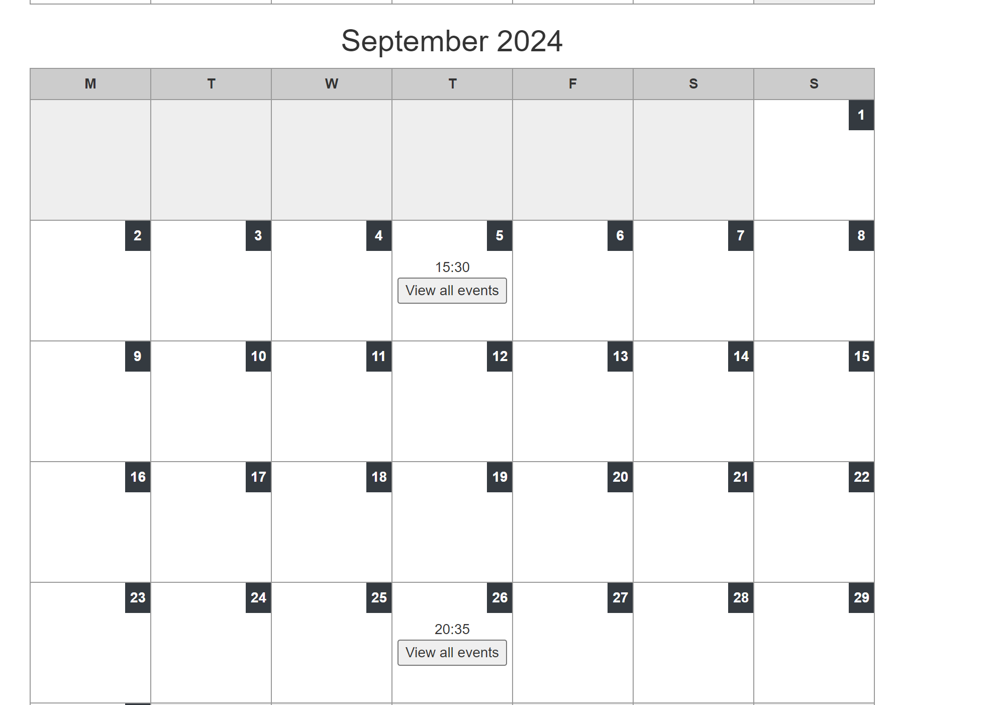 September 2024
M T W T F S S
1
2 3 4 5 6 7 8
15:30
View all events
9 10 11 12 13 14 15
16 17 18 19 20 21 22
23 24 25 26 27 28 29
20:35
View all events